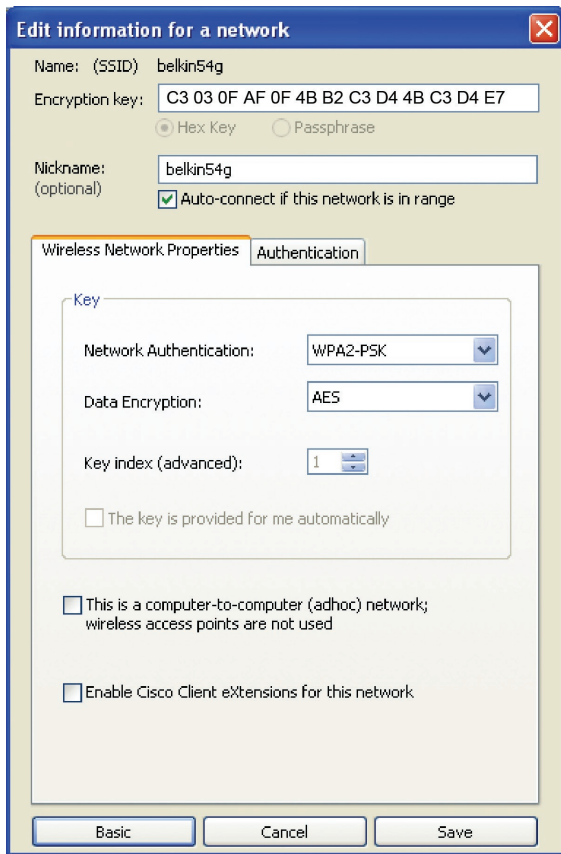 Edit information for a network
Name: (SSID) belkin54g
Encryption key: C3 03 0F AF 0F 4B B2 C3 D4 4B C3 D4 E7
Hex Key Passphrase
Nickname: belkin54g
(optional)
Auto-connect if this network is in range
Wireless Network Properties Authentication
Key
Network Authentication: WPA2-PSK
Data Encryption: AES
Key index (advanced): 1
The key is provided for me automatically
This is a computer-to-computer (adhoc) network;
wireless access points are not used
Enable Cisco Client eXtensions for this network
Basic Cancel Save